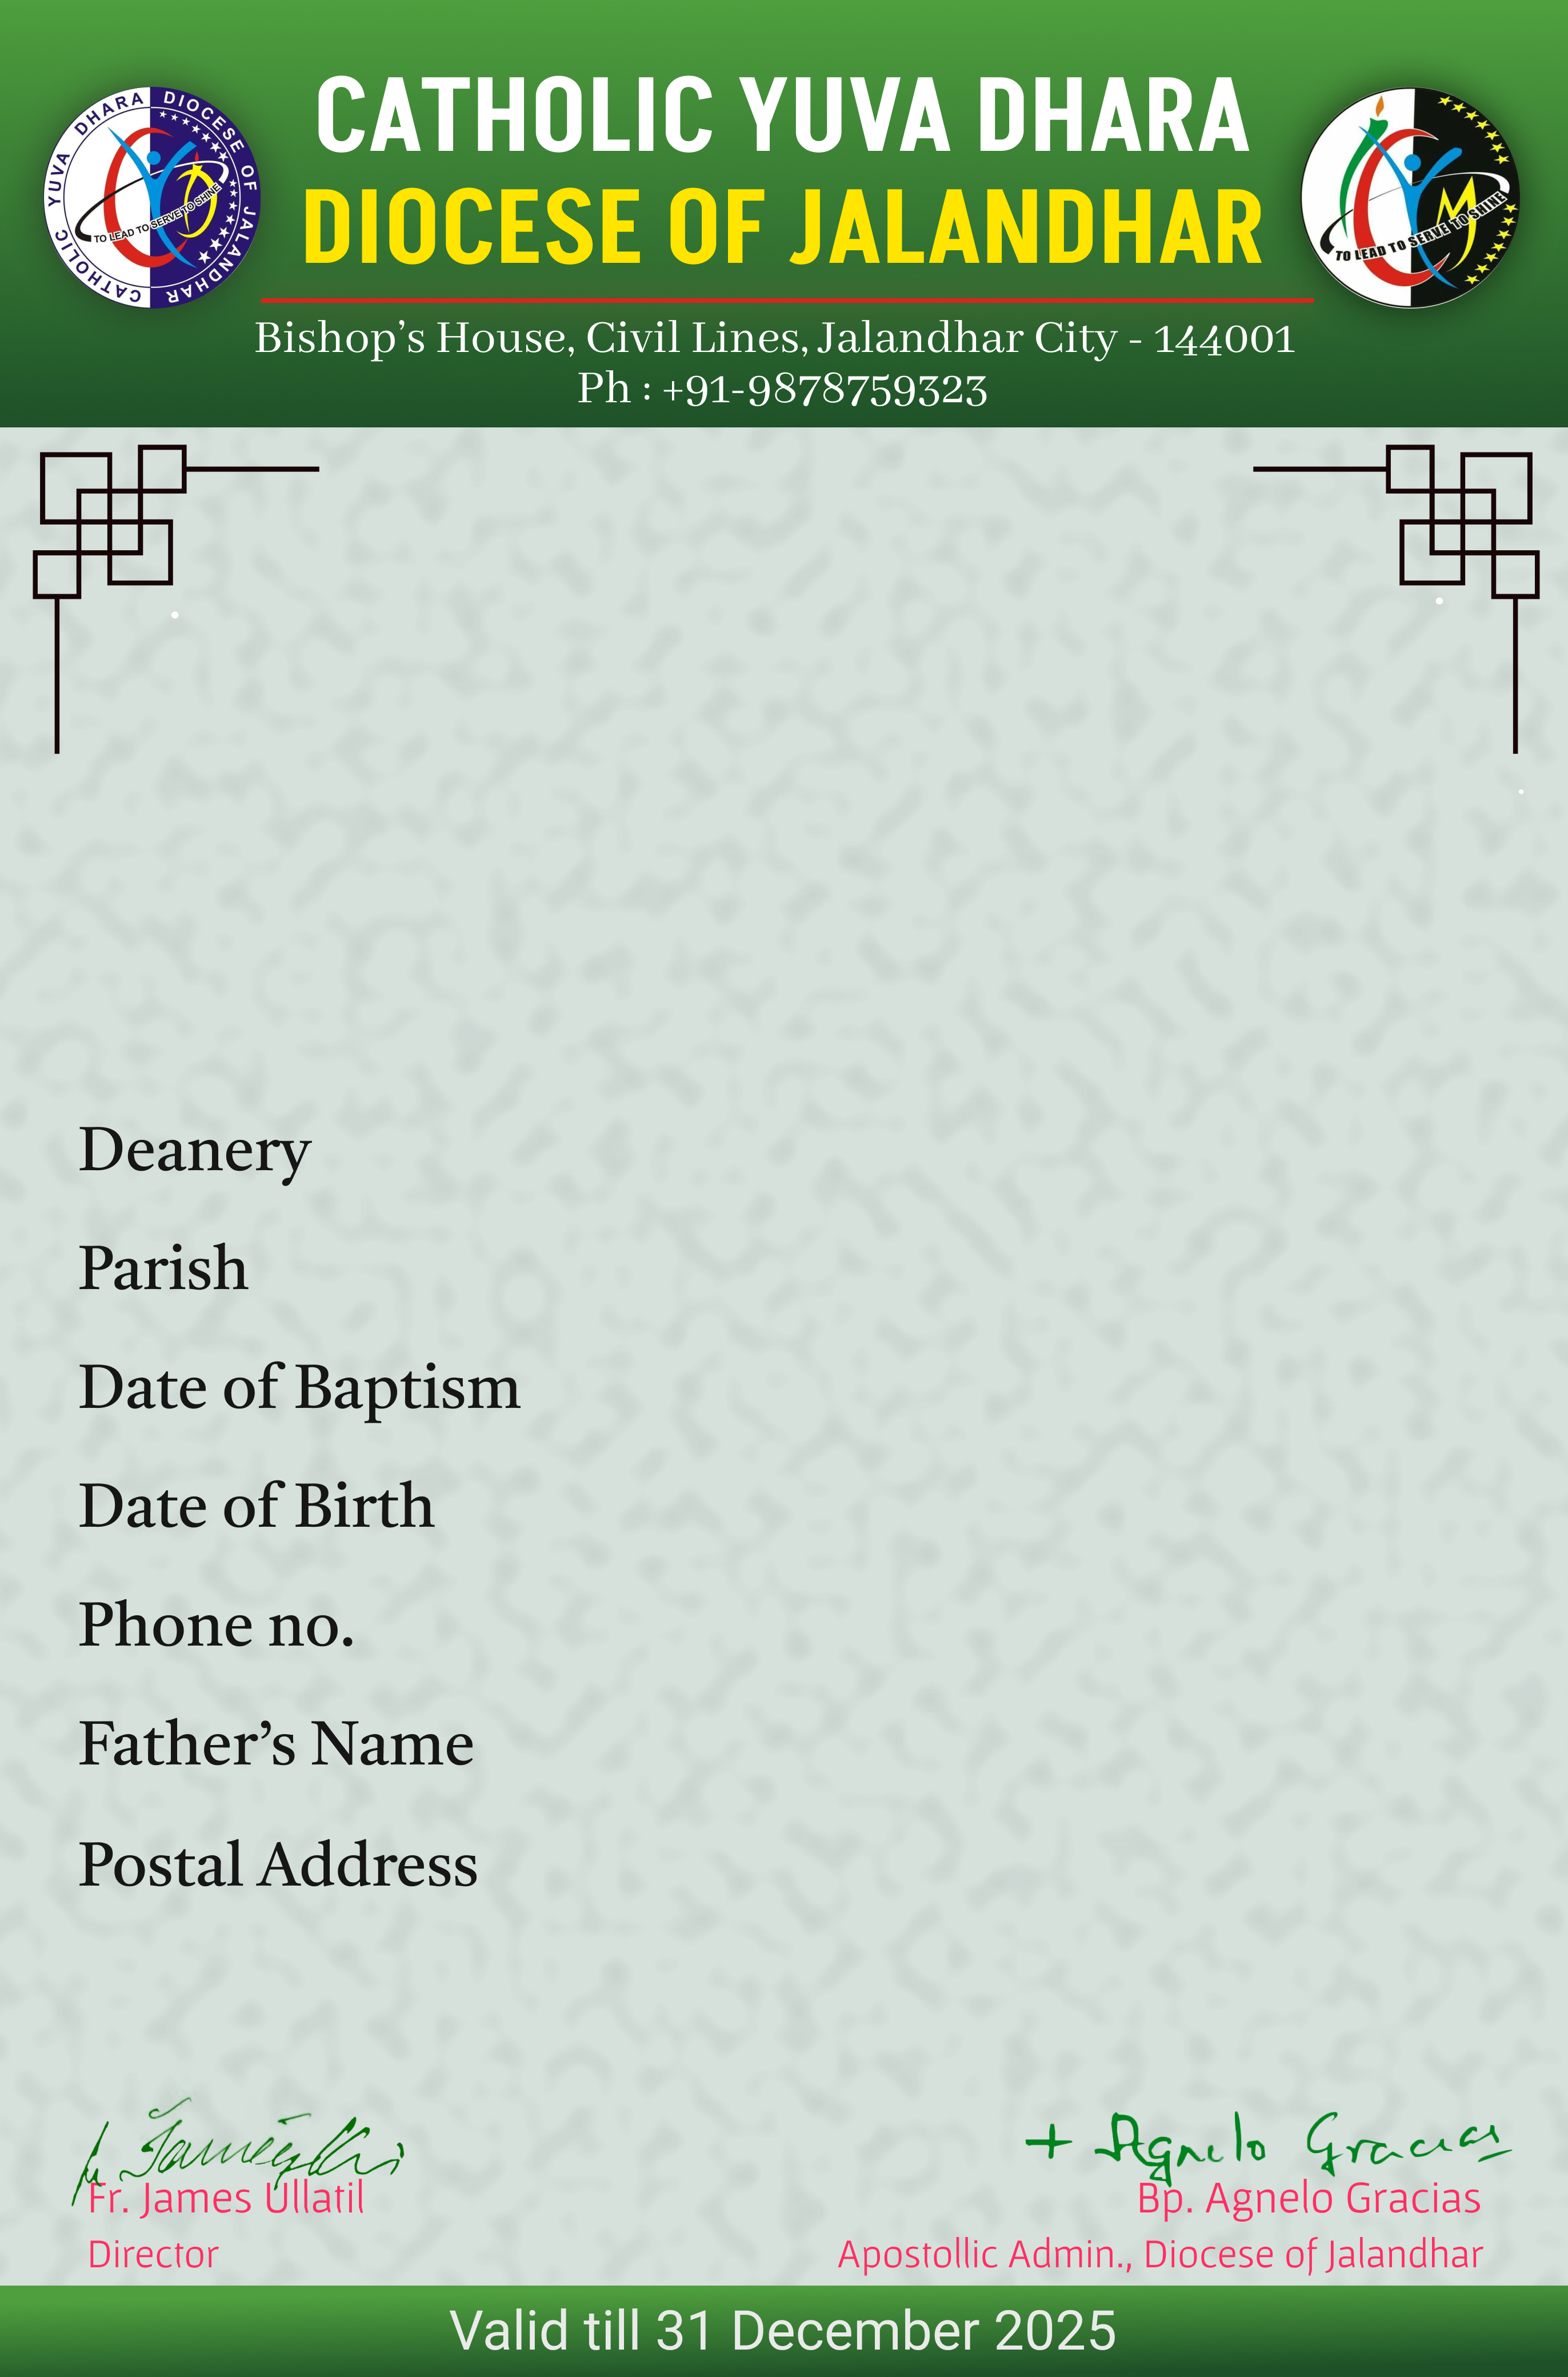 CATHOLIC YUVA DHARA DIOCESE OF JALANDHAR
TO LEAD TO SERVE TO SHINE
CATHOLIC YUVA DHARA
DIOCESE OF JALANDHAR
M
TO LEAD TO SERVE TO SHINE
Bishop’s House, Civil Lines, Jalandhar City - 144001
Ph : +91-9878759323
Deanery
Parish
Date of Baptism
Date of Birth
Phone no.
Father’s Name
Postal Address
+ Agnelo Gracias
Fr. James Ullatil
Bp. Agnelo Gracias
Director
Apostollic Admin., Diocese of Jalandhar
Valid till 31 December 2025